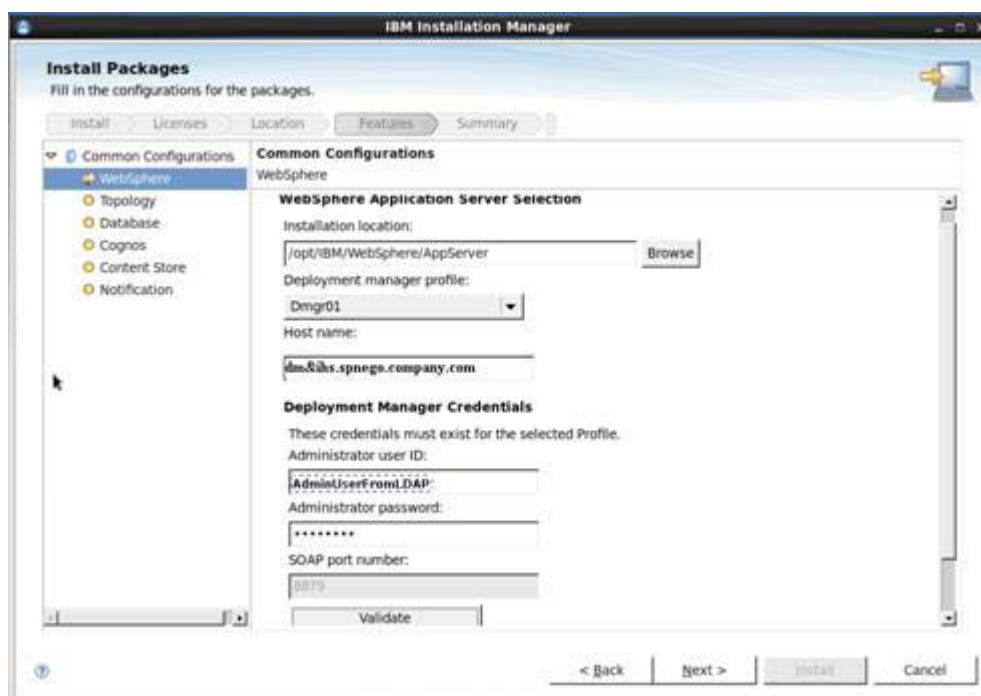 IBM Installation Manager
Install Packages
Fill in the configurations for the packages.
Install Licenses Location Features Summary
Common Configurations
WebSphere
Topology
Database
Cognos
Content Store
Notification
Common Configurations
WebSphere
WebSphere Application Server Selection
Installation location:
/opt/IBM/WebSphere/AppServer Browse
Deployment manager profile:
Dmgr01
Host name:
dm&ihs.spnego.company.com
Deployment Manager Credentials
These credentials must exist for the selected Profile.
Administrator user ID:
AdminUserFromLDAP
Administrator password:
••••••••
SOAP port number:
8879
Validate
< Back Next > Install Cancel